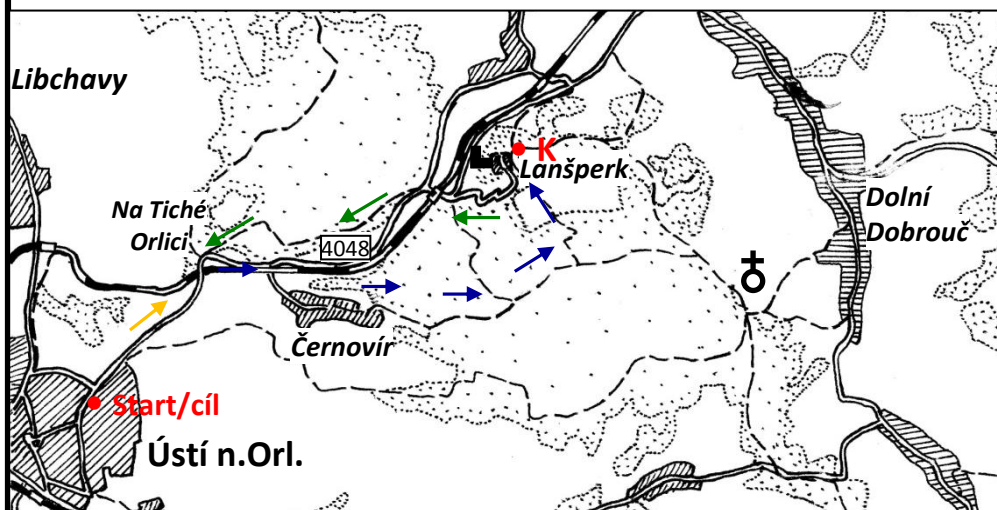 Libchavy
K
Lanšperk
Na Tiché
Orlici
4048
Dolní
Dobrouč
Černovír
Start/cíl
Ústí n.Orl.